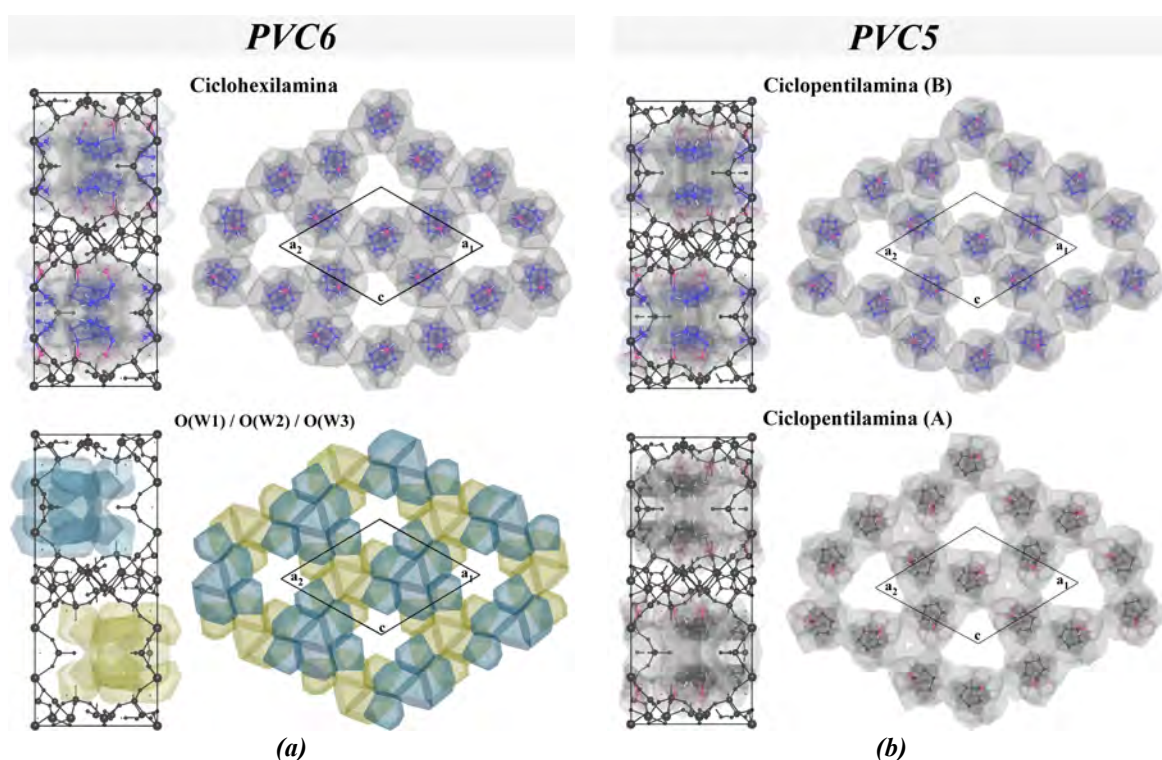 PVC6
PVC5
Ciclohexilamina
Ciclopentilamina (B)
a2
a1
c
a2
a1
c
O(W1) / O(W2) / O(W3)
Ciclopentilamina (A)
a2
a1
c
a2
a1
c
(a)
(b)